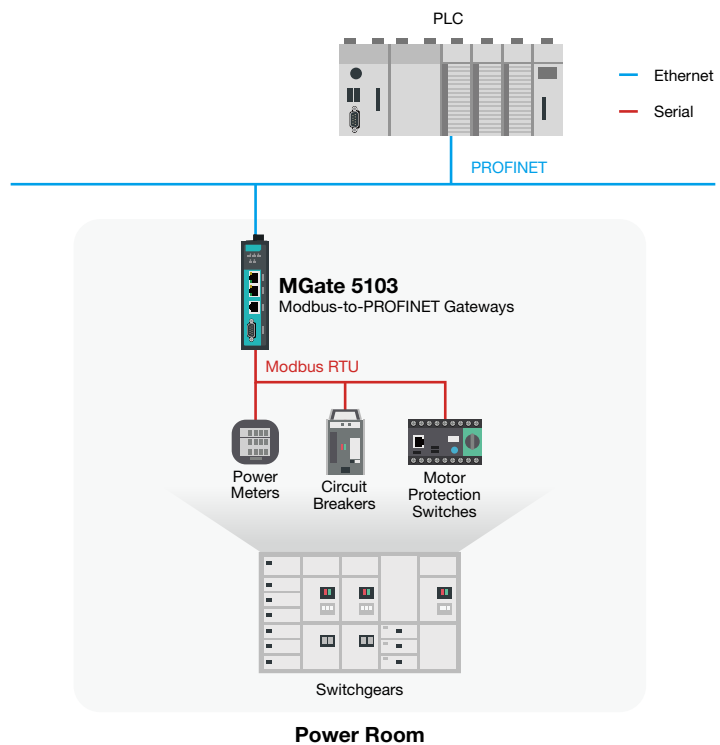 PLC
Ethernet
Serial
PROFINET
MGate 5103
Modbus-to-PROFINET Gateways
Modbus RTU
Power
Meters
Circuit
Breakers
Motor
Protection
Switches
Switchgears
Power Room